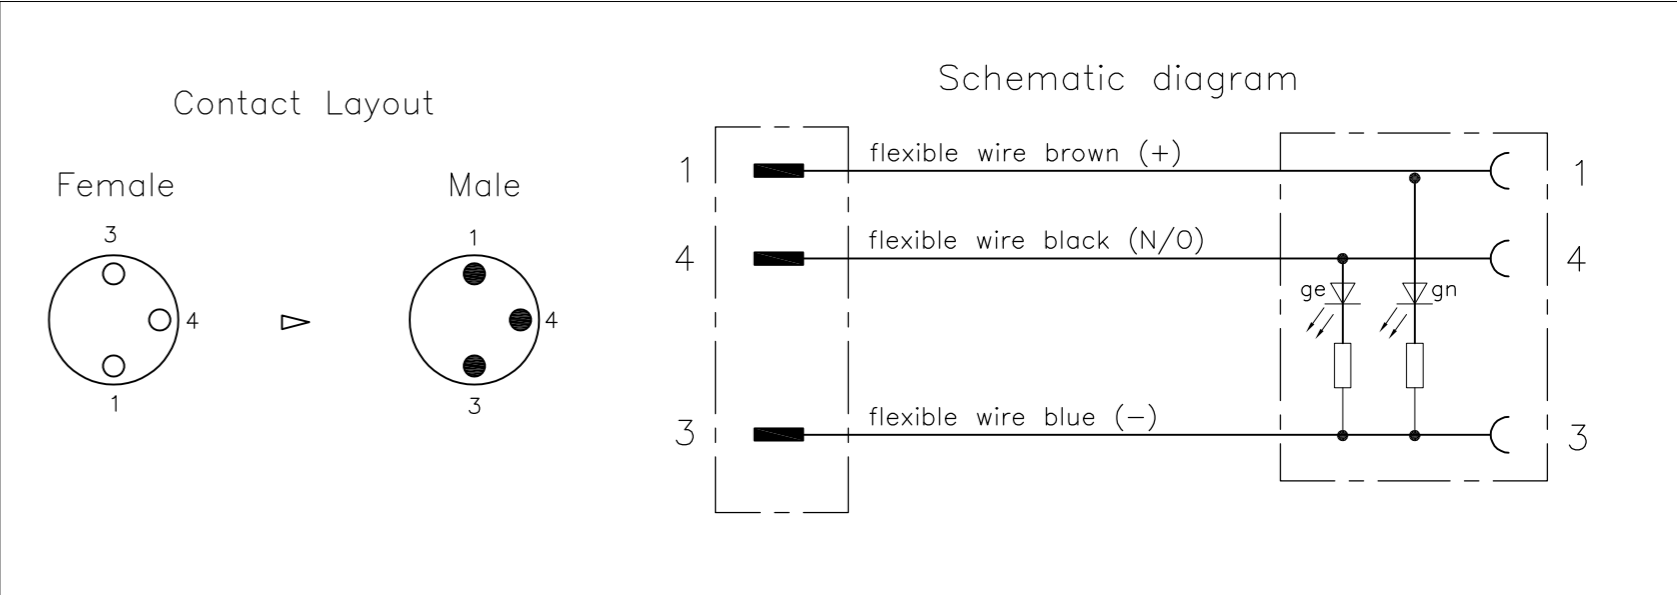 Contact Layout
Female
3
4
1
Male
1
4
3
Schematic diagram
1 flexible wire brown (+) 1
4 flexible wire black (N/O) 4
ge gn
3 flexible wire blue (-) 3